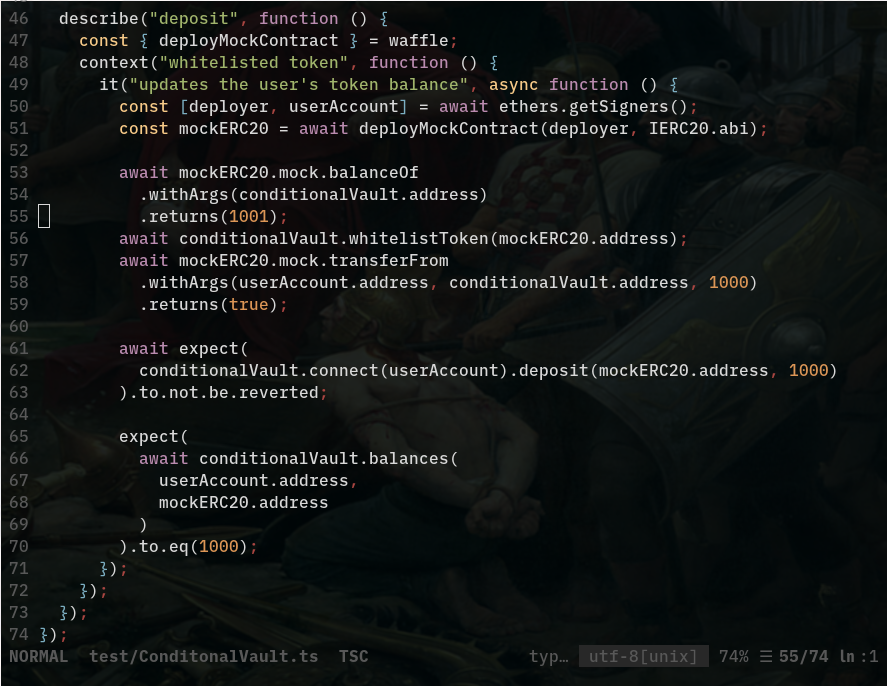 46   describe("deposit", function () {
47     const { deployMockContract } = waffle;
48     context("whitelisted token", function () {
49       it("updates the user's token balance", async function () {
50         const [deployer, userAccount] = await ethers.getSigners();
51         const mockERC20 = await deployMockContract(deployer, IERC20.abi);
52
53         await mockERC20.mock.balanceOf
54           .withArgs(conditionalVault.address)
55           .returns(1001);
56         await conditionalVault.whitelistToken(mockERC20.address);
57         await mockERC20.mock.transferFrom
58           .withArgs(userAccount.address, conditionalVault.address, 1000)
59           .returns(true);
60
61         await expect(
62           conditionalVault.connect(userAccount).deposit(mockERC20.address, 1000)
63         ).to.not.be.reverted;
64
65         expect(
66           await conditionalVault.balances(
67             userAccount.address,
68             mockERC20.address
69           )
70         ).to.eq(1000);
71       });
72     });
73   });
74 });
NORMAL  test/ConditonalVault.ts  TSC  typ…  utf-8[unix]  74% ☰ 55/74 ln :1